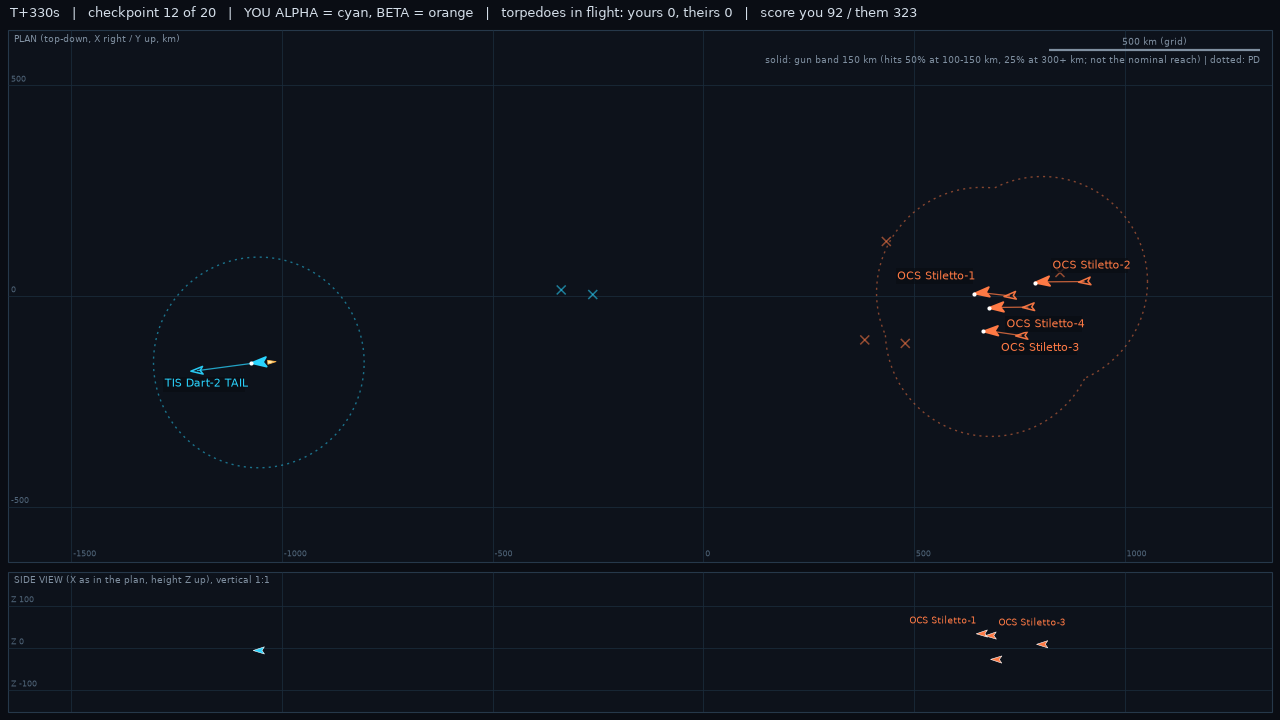 T+330s | checkpoint 12 of 20 | YOU ALPHA = cyan, BETA = orange | torpedoes in flight: yours 0, theirs 0 | score you 92 / them 323
PLAN (top-down, X right / Y up, km)
500 km (grid)
solid: gun band 150 km (hits 50% at 100-150 km, 25% at 300+ km; not the nominal reach) | dotted: PD
500
OCS Stiletto-2
OCS Stiletto-1
0
OCS Stiletto-4
OCS Stiletto-3
TIS Dart-2 TAIL
-500
-1500
-1000
-500
0
500
1000
SIDE VIEW (X as in the plan, height Z up), vertical 1:1
Z 100
OCS Stiletto-1
OCS Stiletto-3
Z 0
Z -100